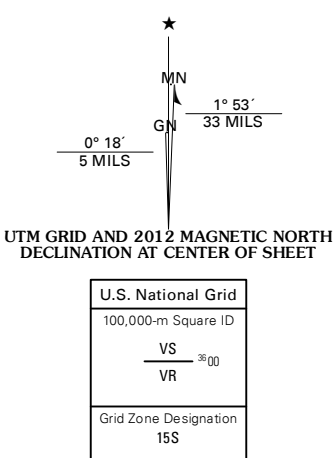 ★
MN
1° 53´
GN
33 MILS
0° 18´
5 MILS
UTM GRID AND 2012 MAGNETIC NORTH
DECLINATION AT CENTER OF SHEET
U.S. National Grid
100,000-m Square ID
VS
3600
VR
Grid Zone Designation
15S